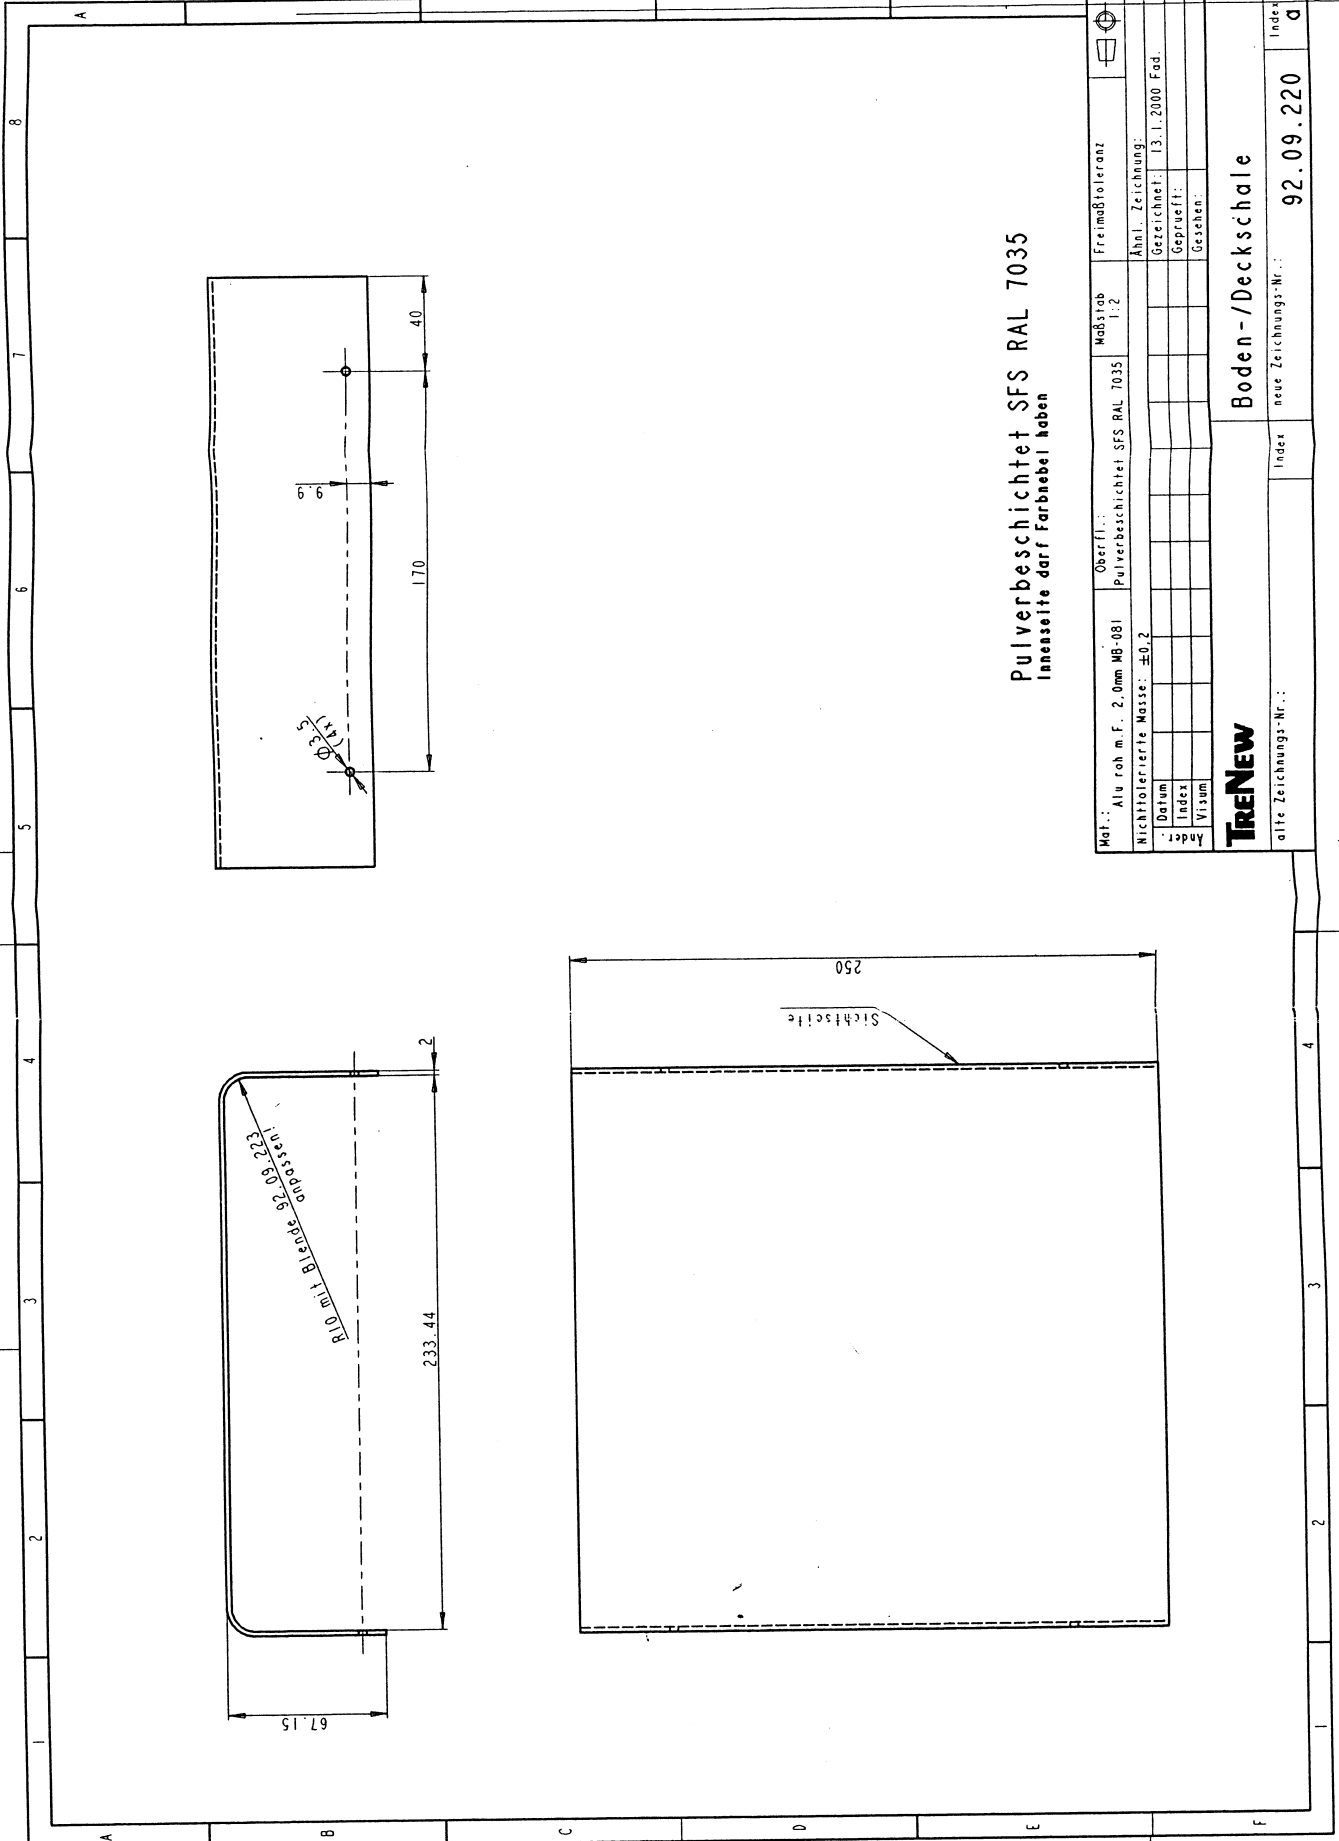 1
2
3
4
5
6
7
8
A
B
C
D
E
F
A
1
2
3
4
67.15
R10 mit Blende 92.09.223
anpassen!
233.44
2
Ø3.5
(4x)
9.9
170
40
250
Sichtseite
Pulverbeschichtet SFS RAL 7035
Innenseite darf Farbnebel haben
Mat.: Alu roh m.F. 2,0mm MB-081
Oberfl.:
Pulverbeschichtet SFS RAL 7035
Maßstab
1:2
Freimaßtoleranz
Nichttolerierte Masse: ±0,2
Ähnl. Zeichnung:
Änder.
Datum
Index
Visum
Gezeichnet: 13.1.2000 Fad.
Geprueft:
Gesehen:
TRENEW
Boden-/Deckschale
alte Zeichnungs-Nr.:
Index
neue Zeichnungs-Nr.:
92.09.220
Index
a